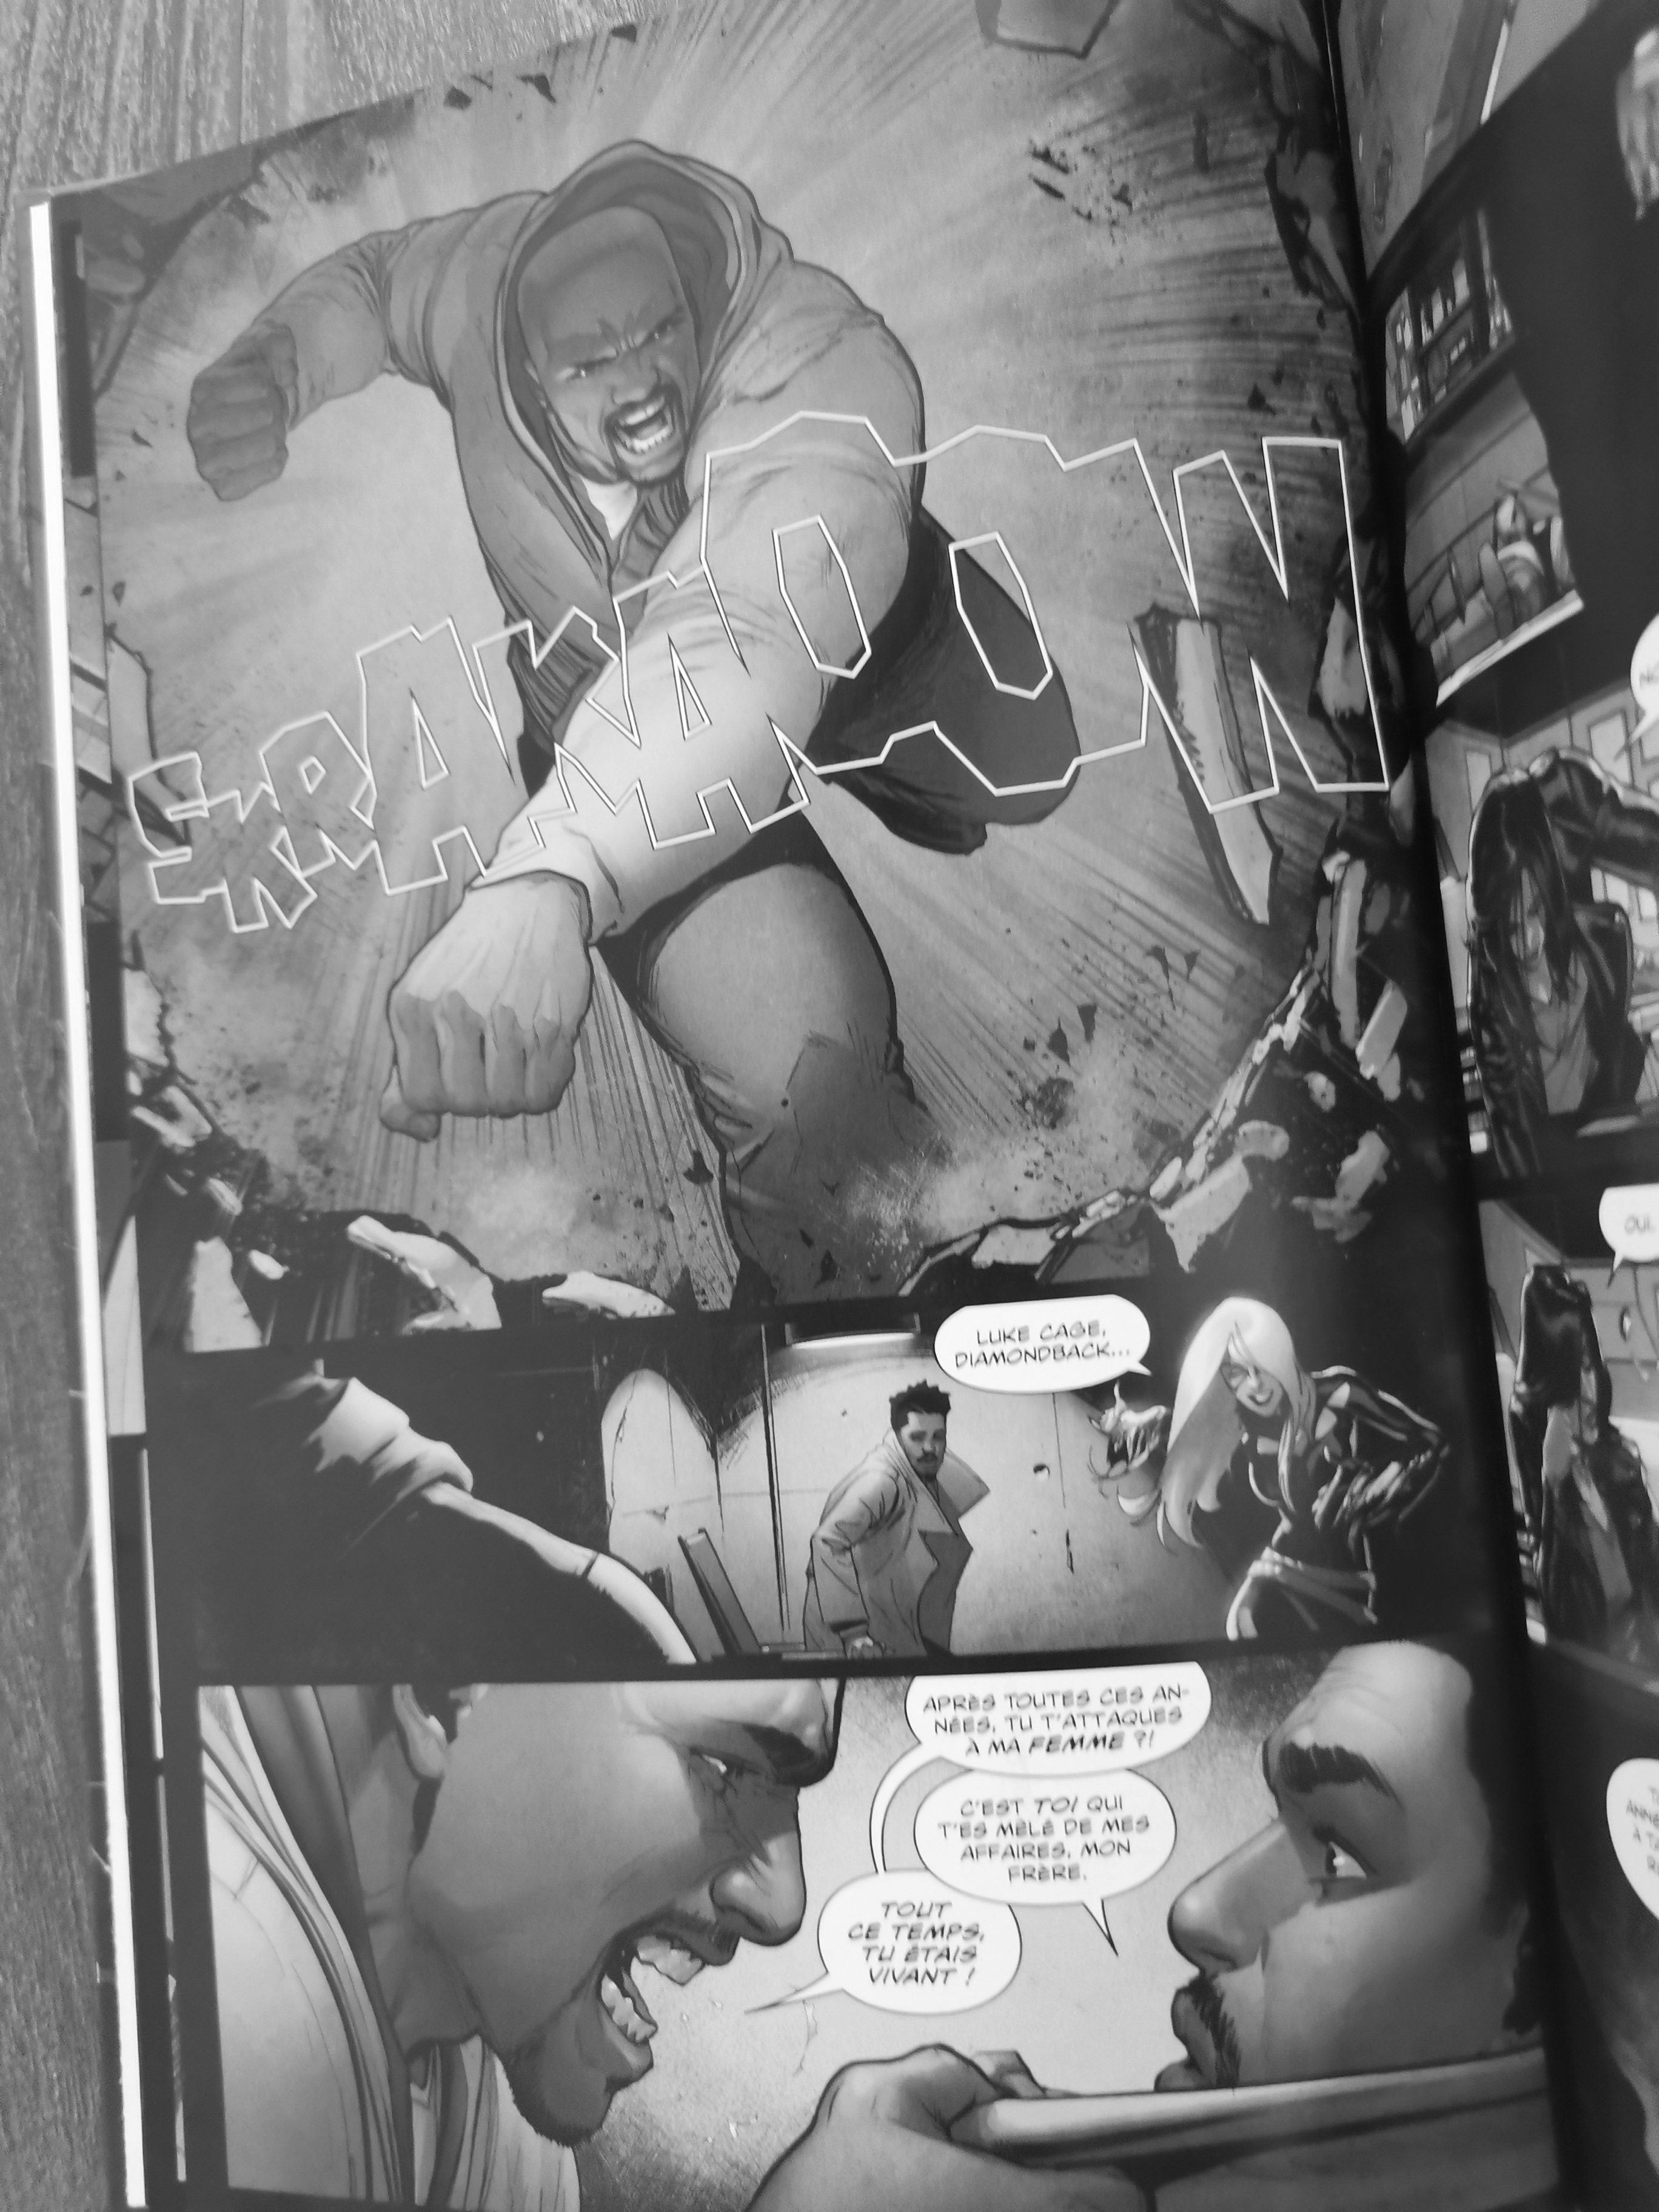 SKRAKAOOW
LUKE CAGE,
DIAMONDBACK...
APRÈS TOUTES CES AN-
NÉES, TU T'ATTAQUES
À MA FEMME ?!
C'EST TOI QUI
T'ES MÊLÉ DE MES
AFFAIRES, MON
FRÈRE.
TOUT
CE TEMPS,
TU ÉTAIS
VIVANT !
OUI,